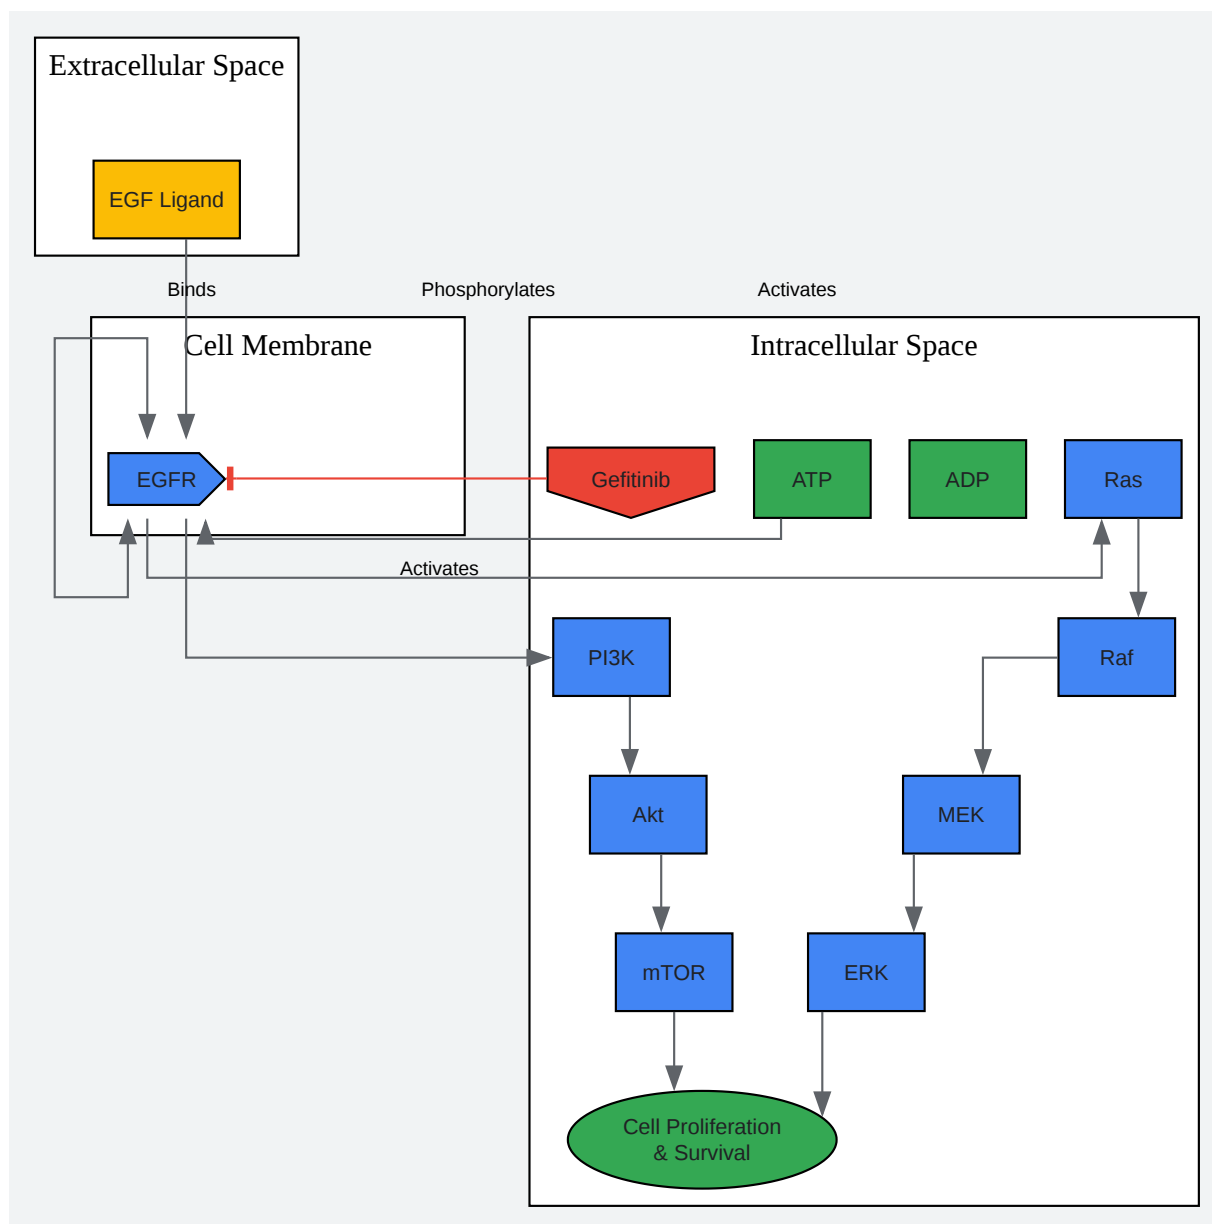 Extracellular Space
EGF Ligand
Binds
Phosphorylates
Activates
Cell Membrane
Intracellular Space
EGFR
Gefitinib
ATP
ADP
Ras
Activates
PI3K
Raf
Akt
MEK
mTOR
ERK
Cell Proliferation
& Survival